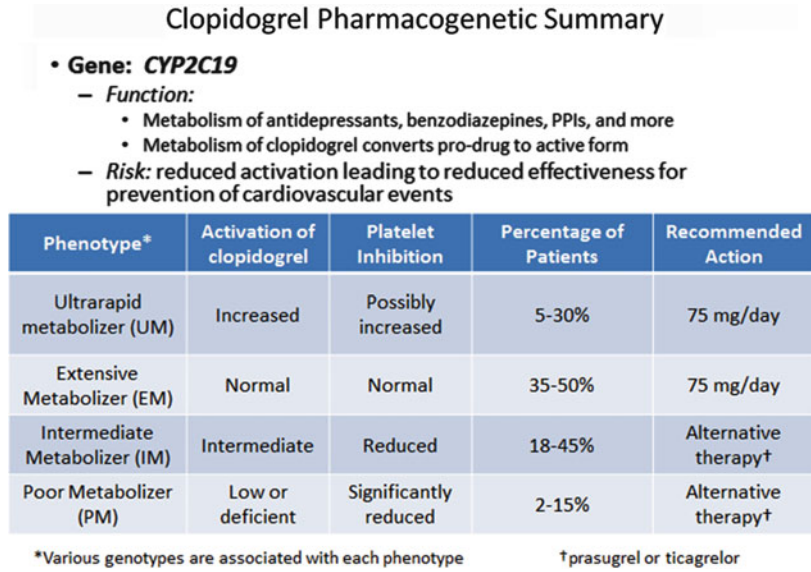 Clopidogrel Pharmacogenetic Summary
• Gene: CYP2C19
– Function:
• Metabolism of antidepressants, benzodiazepines, PPIs, and more
• Metabolism of clopidogrel converts pro-drug to active form
– Risk: reduced activation leading to reduced effectiveness for
prevention of cardiovascular events
Phenotype* Activation of clopidogrel Platelet Inhibition Percentage of Patients Recommended Action
Ultrarapid metabolizer (UM) Increased Possibly increased 5-30% 75 mg/day
Extensive Metabolizer (EM) Normal Normal 35-50% 75 mg/day
Intermediate Metabolizer (IM) Intermediate Reduced 18-45% Alternative therapy†
Poor Metabolizer (PM) Low or deficient Significantly reduced 2-15% Alternative therapy†
*Various genotypes are associated with each phenotype †prasugrel or ticagrelor